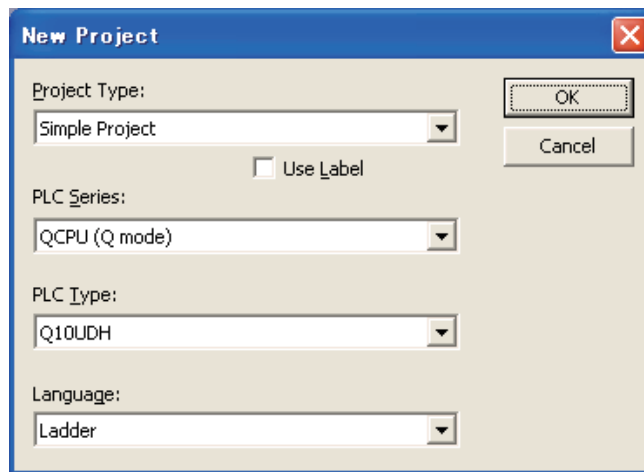 New Project
Project Type:
Simple Project
Use Label
PLC Series:
QCPU (Q mode)
PLC Type:
Q10UDH
Language:
Ladder
OK
Cancel